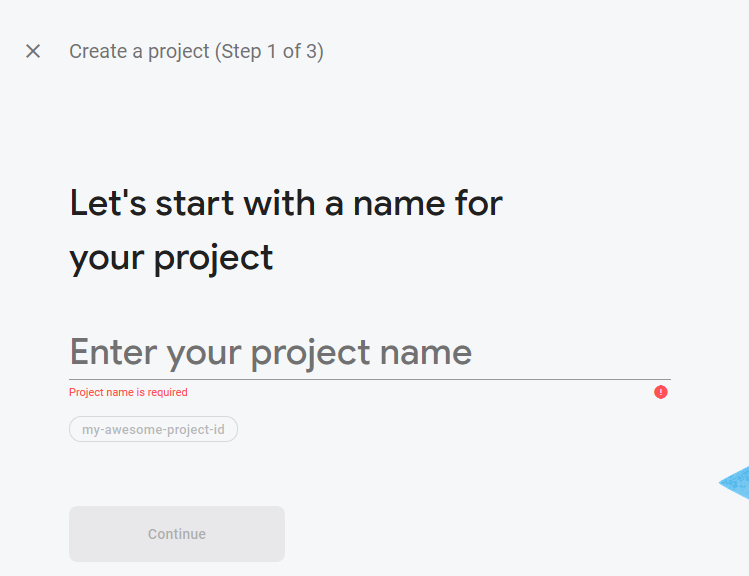 Create a project (Step 1 of 3)
Let's start with a name for
your project
Enter your project name
Project name is required
my-awesome-project-id
Continue